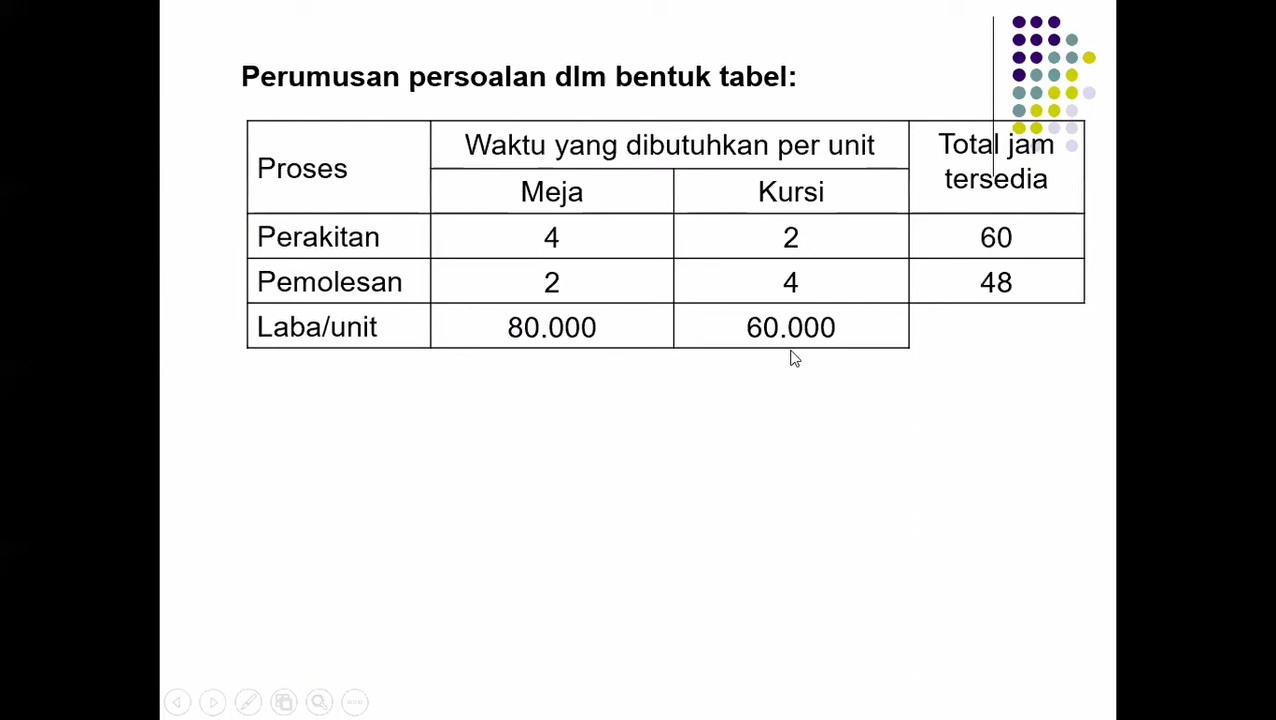 Perumusan persoalan dlm bentuk tabel:
Proses
Waktu yang dibutuhkan per unit
Total jam
tersedia
Meja
Kursi
Perakitan 4 2 60
Pemolesan 2 4 48
Laba/unit 80.000 60.000